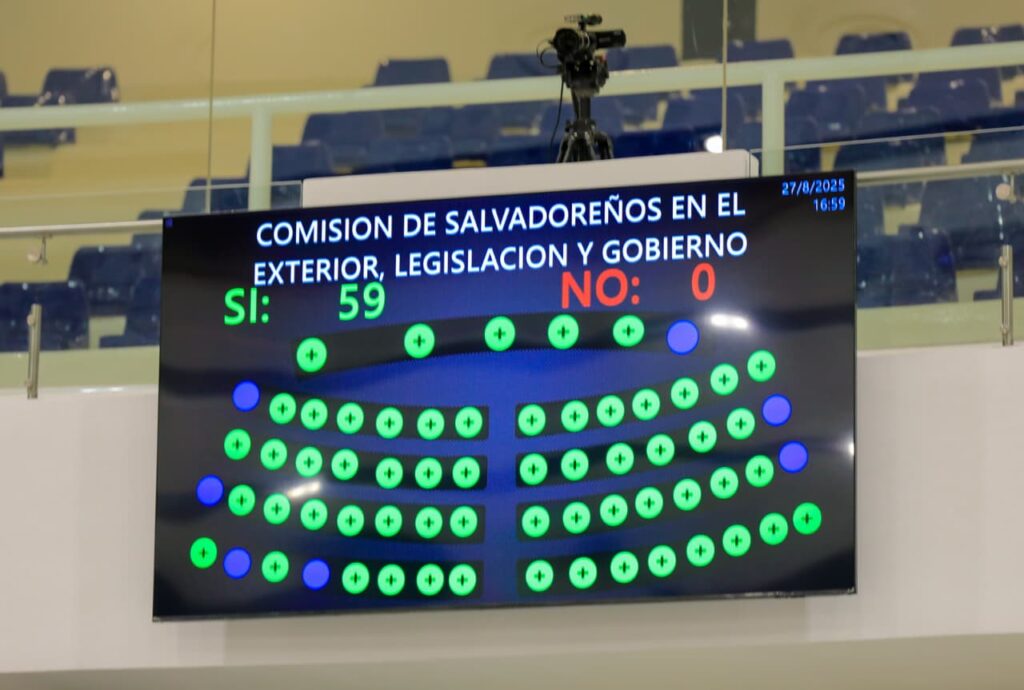 27/8/2025
16:59
COMISION DE SALVADOREÑOS EN EL
EXTERIOR, LEGISLACION Y GOBIERNO
SI: 59 NO: 0